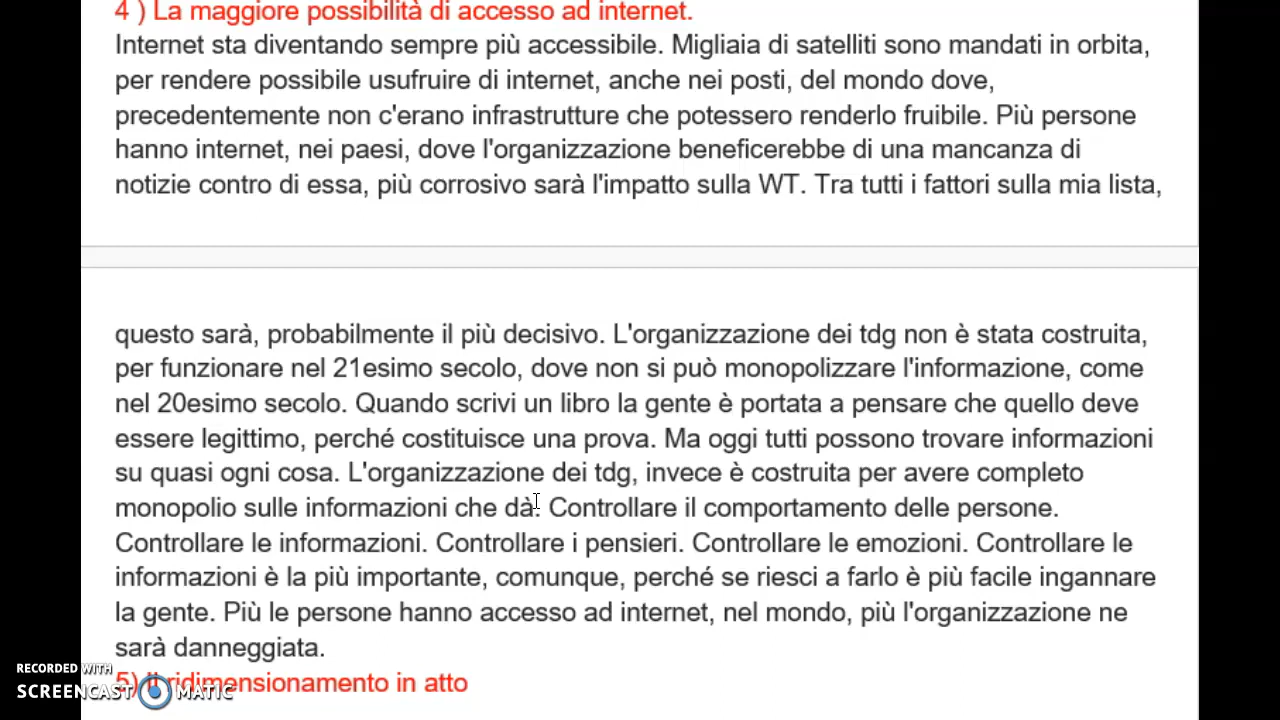 4 ) La maggiore possibilità di accesso ad internet.
Internet sta diventando sempre più accessibile. Migliaia di satelliti sono mandati in orbita,
per rendere possibile usufruire di internet, anche nei posti, del mondo dove,
precedentemente non c'erano infrastrutture che potessero renderlo fruibile. Più persone
hanno internet, nei paesi, dove l'organizzazione beneficerebbe di una mancanza di
notizie contro di essa, più corrosivo sarà l'impatto sulla WT. Tra tutti i fattori sulla mia lista,
questo sarà, probabilmente il più decisivo. L'organizzazione dei tdg non è stata costruita,
per funzionare nel 21esimo secolo, dove non si può monopolizzare l'informazione, come
nel 20esimo secolo. Quando scrivi un libro la gente è portata a pensare che quello deve
essere legittimo, perché costituisce una prova. Ma oggi tutti possono trovare informazioni
su quasi ogni cosa. L'organizzazione dei tdg, invece è costruita per avere completo
monopolio sulle informazioni che dà. Controllare il comportamento delle persone.
Controllare le informazioni. Controllare i pensieri. Controllare le emozioni. Controllare le
informazioni è la più importante, comunque, perché se riesci a farlo è più facile ingannare
la gente. Più le persone hanno accesso ad internet, nel mondo, più l'organizzazione ne
sarà danneggiata.
5) Il ridimensionamento in atto
RECORDED WITH
SCREENCAST MATIC